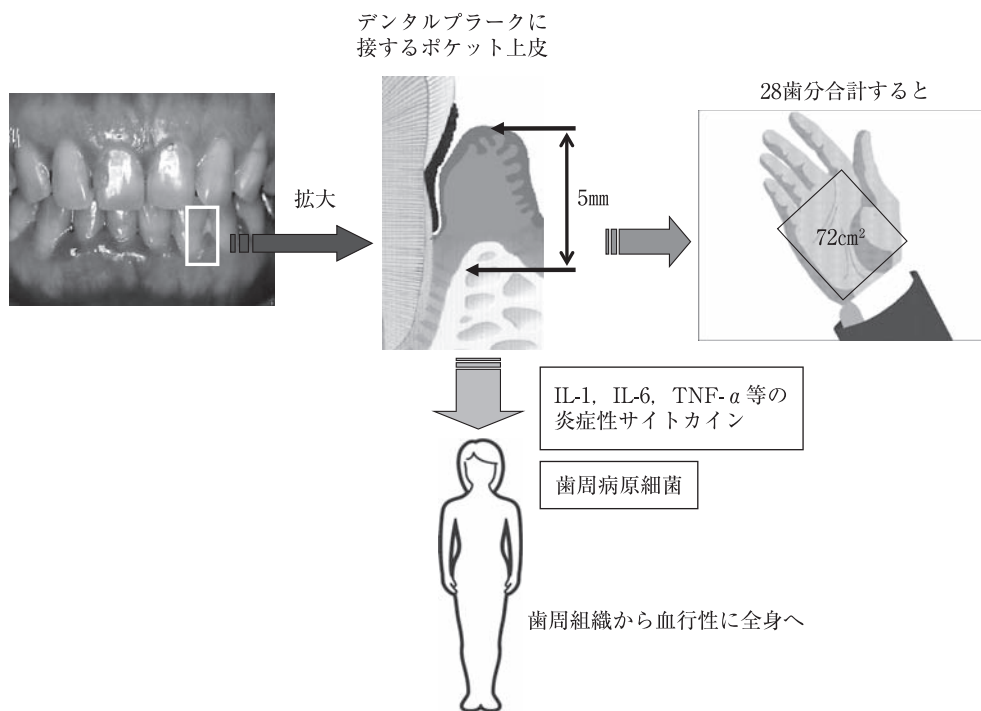 デンタルプラークに
接するポケット上皮
28歯分合計すると
拡大
5mm
72cm²
IL-1, IL-6, TNF-α等の
炎症性サイトカイン
歯周病原細菌
歯周組織から血行性に全身へ